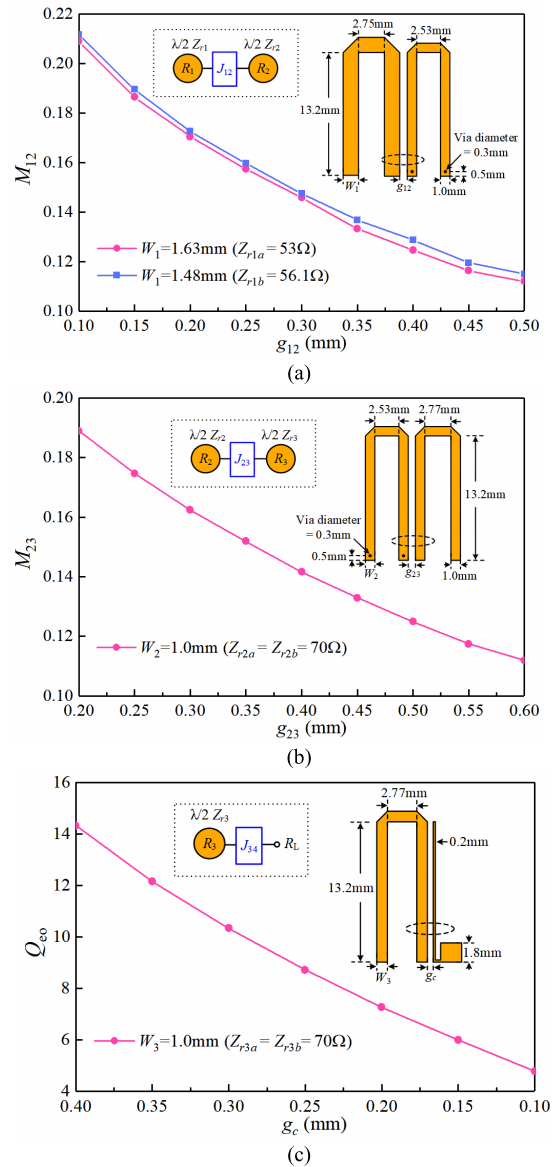 0.22
0.20
0.18
0.16
0.14
0.12
0.10
M12
λ/2 Zr1
λ/2 Zr2
R1
J12
R2
2.75mm
2.53mm
13.2mm
Via diameter
= 0.3mm
0.5mm
W1
g12
1.0mm
W1=1.63mm (Zr1a= 53Ω)
W1=1.48mm (Zr1b= 56.1Ω)
0.10 0.15 0.20 0.25 0.30 0.35 0.40 0.45 0.50
g12 (mm)
(a)
0.20
0.18
0.16
0.14
0.12
0.10
M23
λ/2 Zr2
λ/2 Zr3
R2
J23
R3
2.53mm
2.77mm
13.2mm
Via diameter
= 0.3mm
0.5mm
W2
g23
1.0mm
W2=1.0mm (Zr2a= Zr2b= 70Ω)
0.20 0.25 0.30 0.35 0.40 0.45 0.50 0.55 0.60
g23 (mm)
(b)
16
14
12
10
8
6
4
Qeo
λ/2 Zr3
R3
J34
RL
2.77mm
0.2mm
13.2mm
1.8mm
W3
gc
W3=1.0mm (Zr3a= Zr3b= 70Ω)
0.40 0.35 0.30 0.25 0.20 0.15 0.10
gc (mm)
(c)